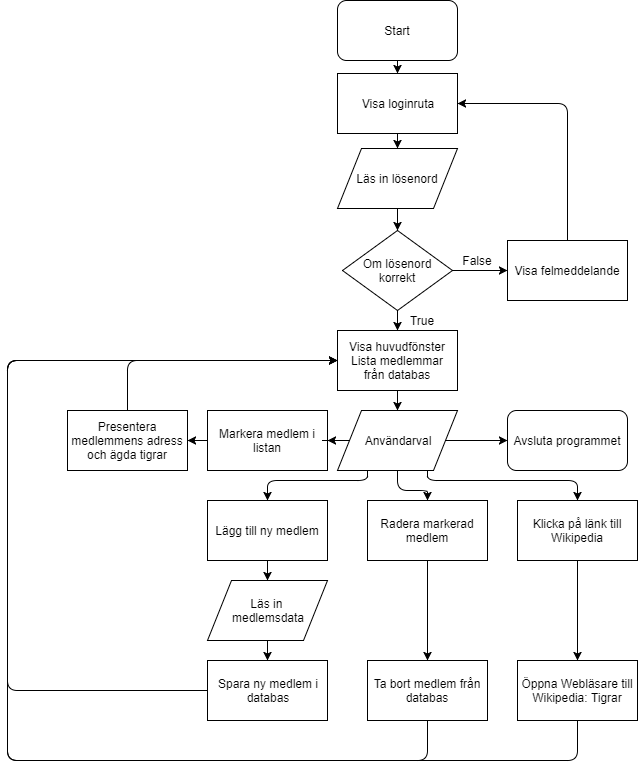 Start
Visa loginruta
Läs in lösenord
Om lösenord
korrekt
False
Visa felmeddelande
True
Visa huvudfönster
Lista medlemmar
från databas
Presentera
medlemmens adress
och ägda tigrar
Markera medlem i
listan
Användarval
Avsluta programmet
Lägg till ny medlem
Radera markerad
medlem
Klicka på länk till
Wikipedia
Läs in
medlemsdata
Spara ny medlem i
databas
Ta bort medlem från
databas
Öppna Webläsare till
Wikipedia: Tigrar